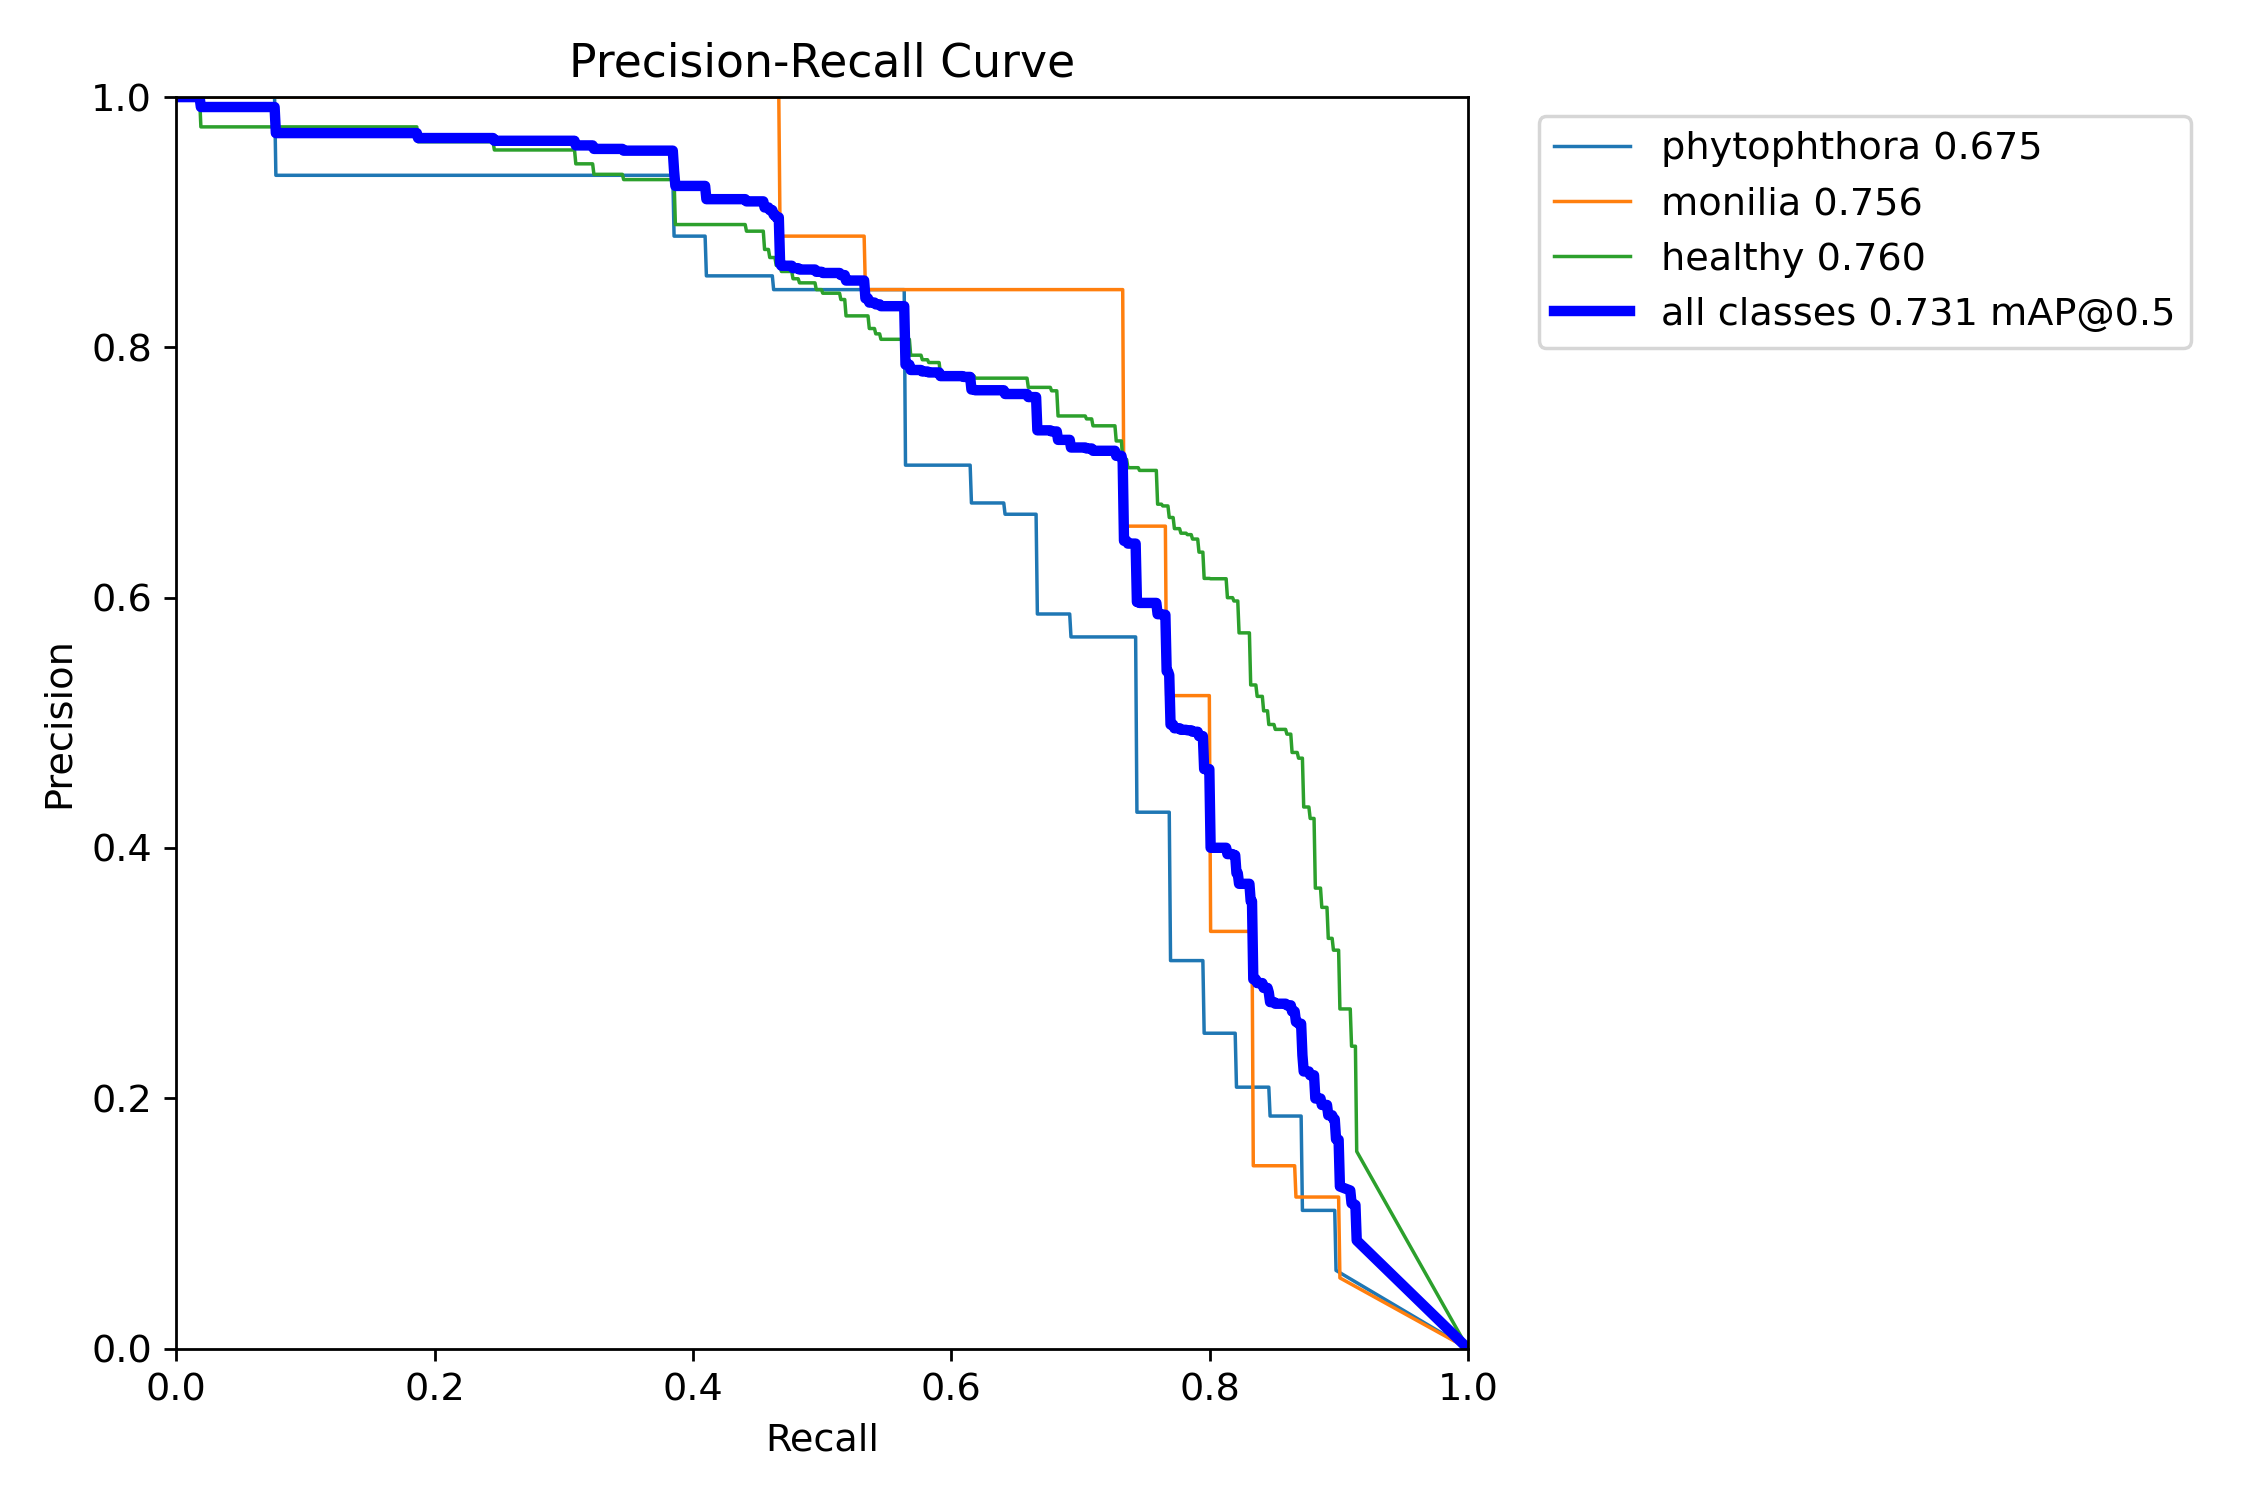 Precision-Recall Curve
1.0
0.8
0.6
0.4
0.2
0.0
Precision
0.0 0.2 0.4 0.6 0.8 1.0
Recall
phytophthora 0.675
monilia 0.756
healthy 0.760
all classes 0.731 mAP@0.5